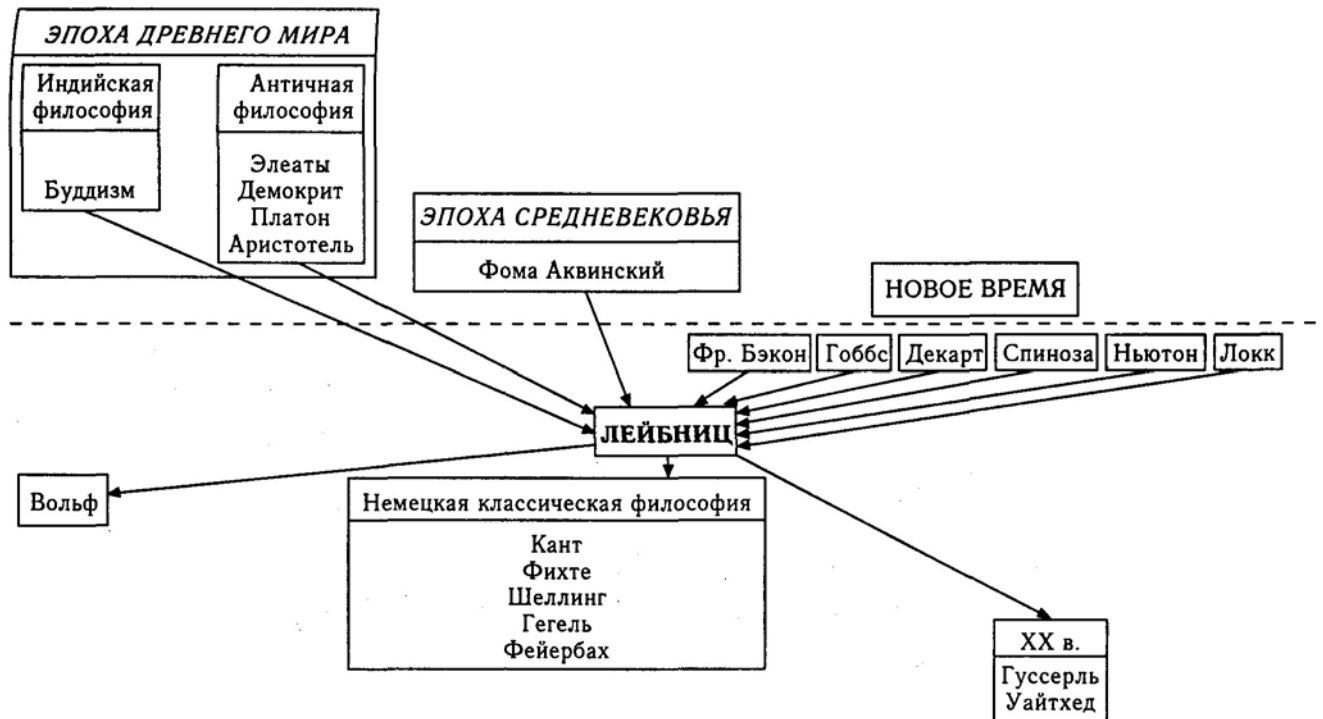 ЭПОХА ДРЕВНЕГО МИРА
Индийская
философия
Буддизм
Античная
философия
Элеаты
Демокрит
Платон
Аристотель
ЭПОХА СРЕДНЕВЕКОВЬЯ
Фома Аквинский
НОВОЕ ВРЕМЯ
Фр. Бэкон
Гоббс
Декарт
Спиноза
Ньютон
Локк
ЛЕЙБНИЦ
Вольф
Немецкая классическая философия
Кант
Фихте
Шеллинг
Гегель
Фейербах
XX в.
Гуссерль
Уайтхед